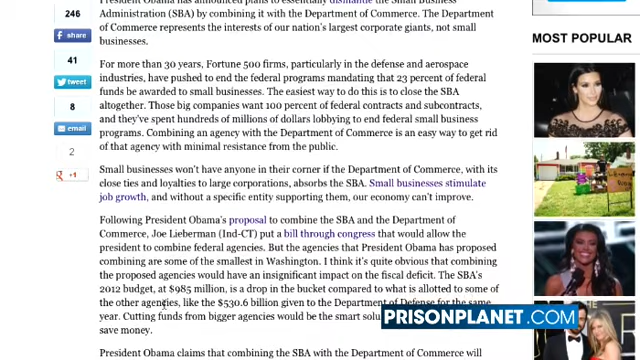 President Obama has announced plans to essentially dismantle the Small Business
Administration (SBA) by combining it with the Department of Commerce. The Department
of Commerce represents the interests of our nation's largest corporate giants, not small
businesses.
For more than 30 years, Fortune 500 firms, particularly in the defense and aerospace
industries, have pushed to end the federal programs mandating that 23 percent of federal
funds be awarded to small businesses. The easiest way to do this is to close the SBA
altogether. Those big companies want 100 percent of federal contracts and subcontracts,
and they've spent hundreds of millions of dollars lobbying to end federal small business
programs. Combining an agency with the Department of Commerce is an easy way to get rid
of that agency with minimal resistance from the public.
Small businesses won't have anyone in their corner if the Department of Commerce, with its
close ties and loyalties to large corporations, absorbs the SBA. Small businesses stimulate
job growth, and without a specific entity supporting them, our economy can't improve.
Following President Obama's proposal to combine the SBA and the Department of
Commerce, Joe Lieberman (Ind-CT) put a bill through congress that would allow the
president to combine federal agencies. But the agencies that President Obama has proposed
combining are some of the smallest in Washington. I think it's quite obvious that combining
the proposed agencies would have an insignificant impact on the fiscal deficit. The SBA's
2012 budget, at $985 million, is a drop in the bucket compared to what is allotted to some of
the other agencies, like the $530.6 billion given to the Department of Defense for the same
year. Cutting funds from bigger agencies would be the smart
save money.
President Obama claims that combining the SBA with the Department of Commerce will
246
share
41
tweet
8
email
2
+1
MOST POPULAR
PRISONPLANET.COM